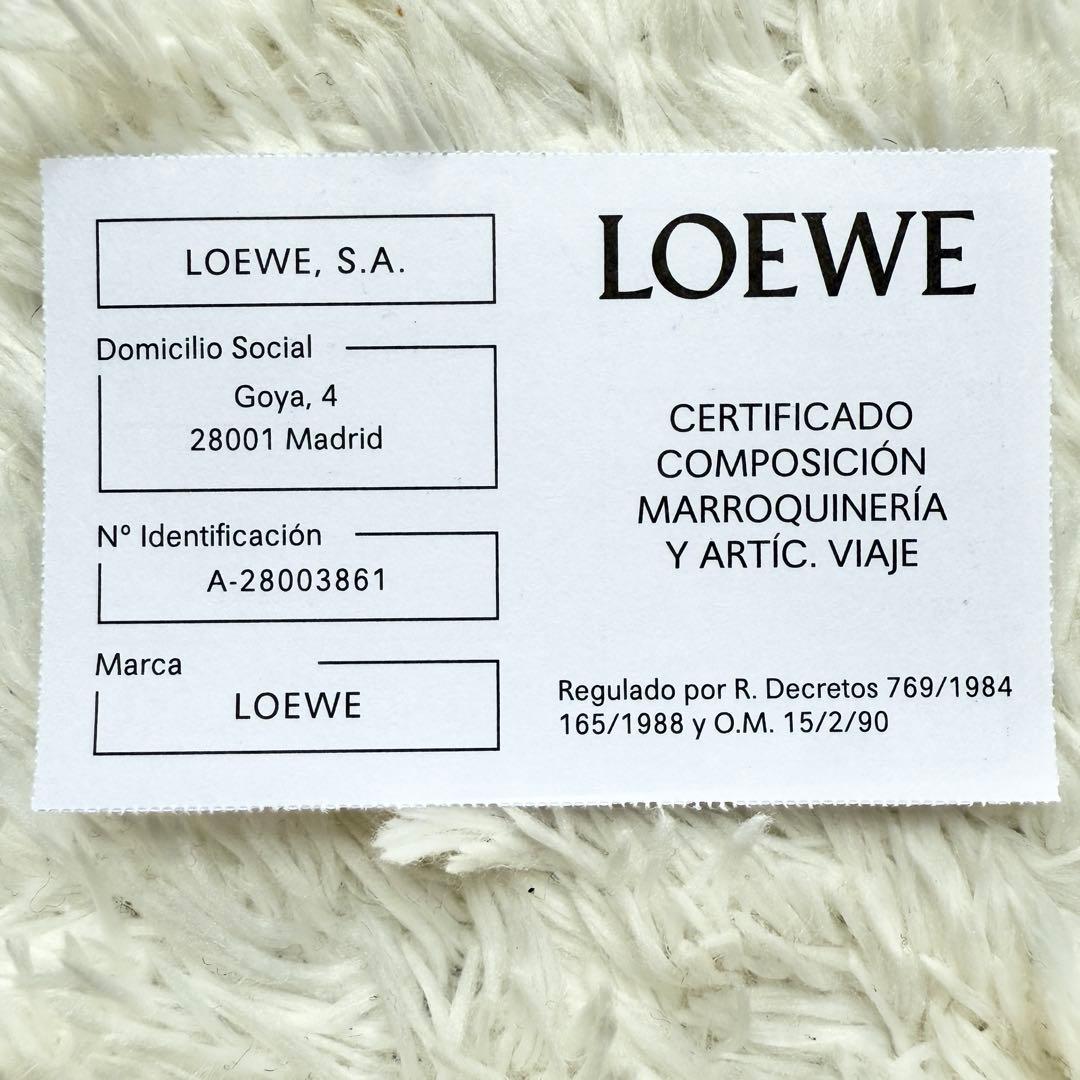 LOEWE, S.A.
Domicilio Social
Goya, 4
28001 Madrid
Nº Identificación
A-28003861
Marca
LOEWE
LOEWE
CERTIFICADO
COMPOSICIÓN
MARROQUINERÍA
Y ARTÍC. VIAJE
Regulado por R. Decretos 769/1984
165/1988 y O.M. 15/2/90